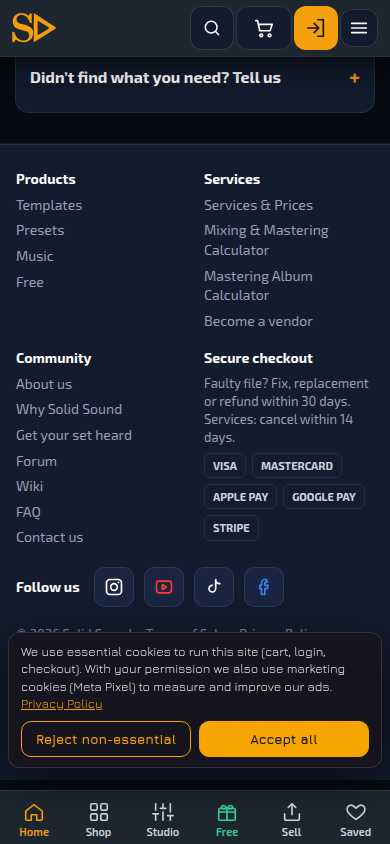 SD
Didn't find what you need? Tell us +
Products
Templates
Presets
Music
Free
Services
Services & Prices
Mixing & Mastering
Calculator
Mastering Album
Calculator
Become a vendor
Community
About us
Why Solid Sound
Get your set heard
Forum
Wiki
FAQ
Contact us
Secure checkout
Faulty file? Fix, replacement
or refund within 30 days.
Services: cancel within 14
days.
VISA
MASTERCARD
APPLE PAY
GOOGLE PAY
STRIPE
Follow us
We use essential cookies to run this site (cart, login,
checkout). With your permission we also use marketing
cookies (Meta Pixel) to measure and improve our ads.
Privacy Policy
Reject non-essential
Accept all
Home
Shop
Studio
Free
Sell
Saved